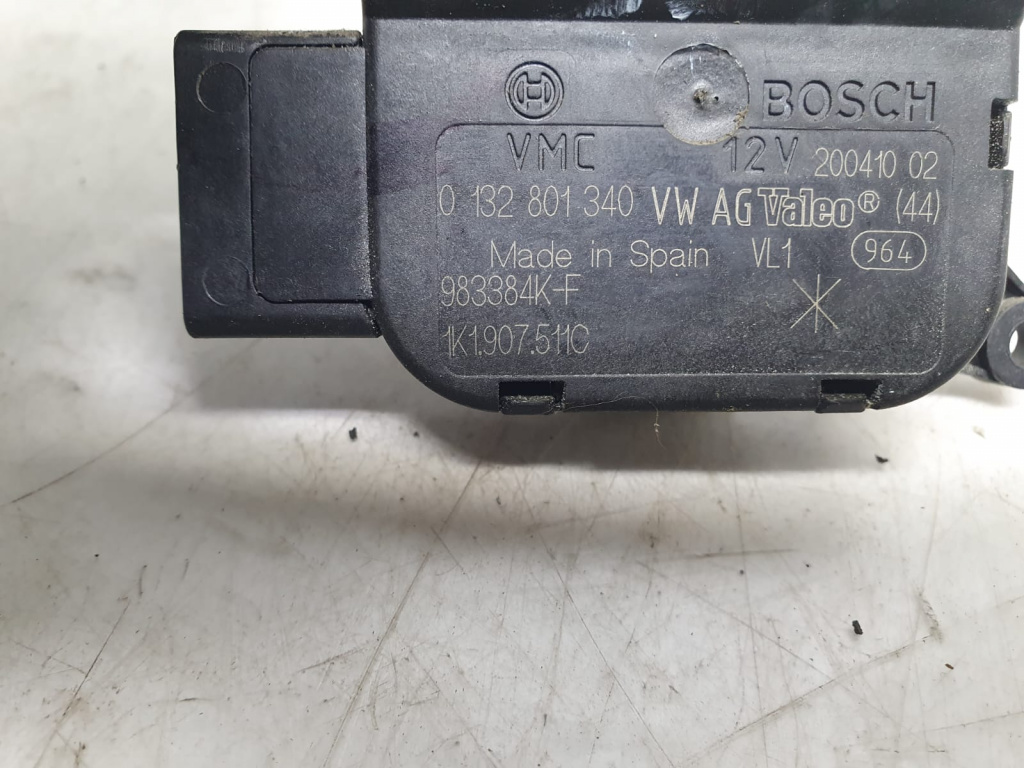 BOSCH
VMC 12V 200410 02
0 132 801 340 VW AG Valeo® (44)
Made in Spain VL1 964
983384K-F
1K1.907.511C